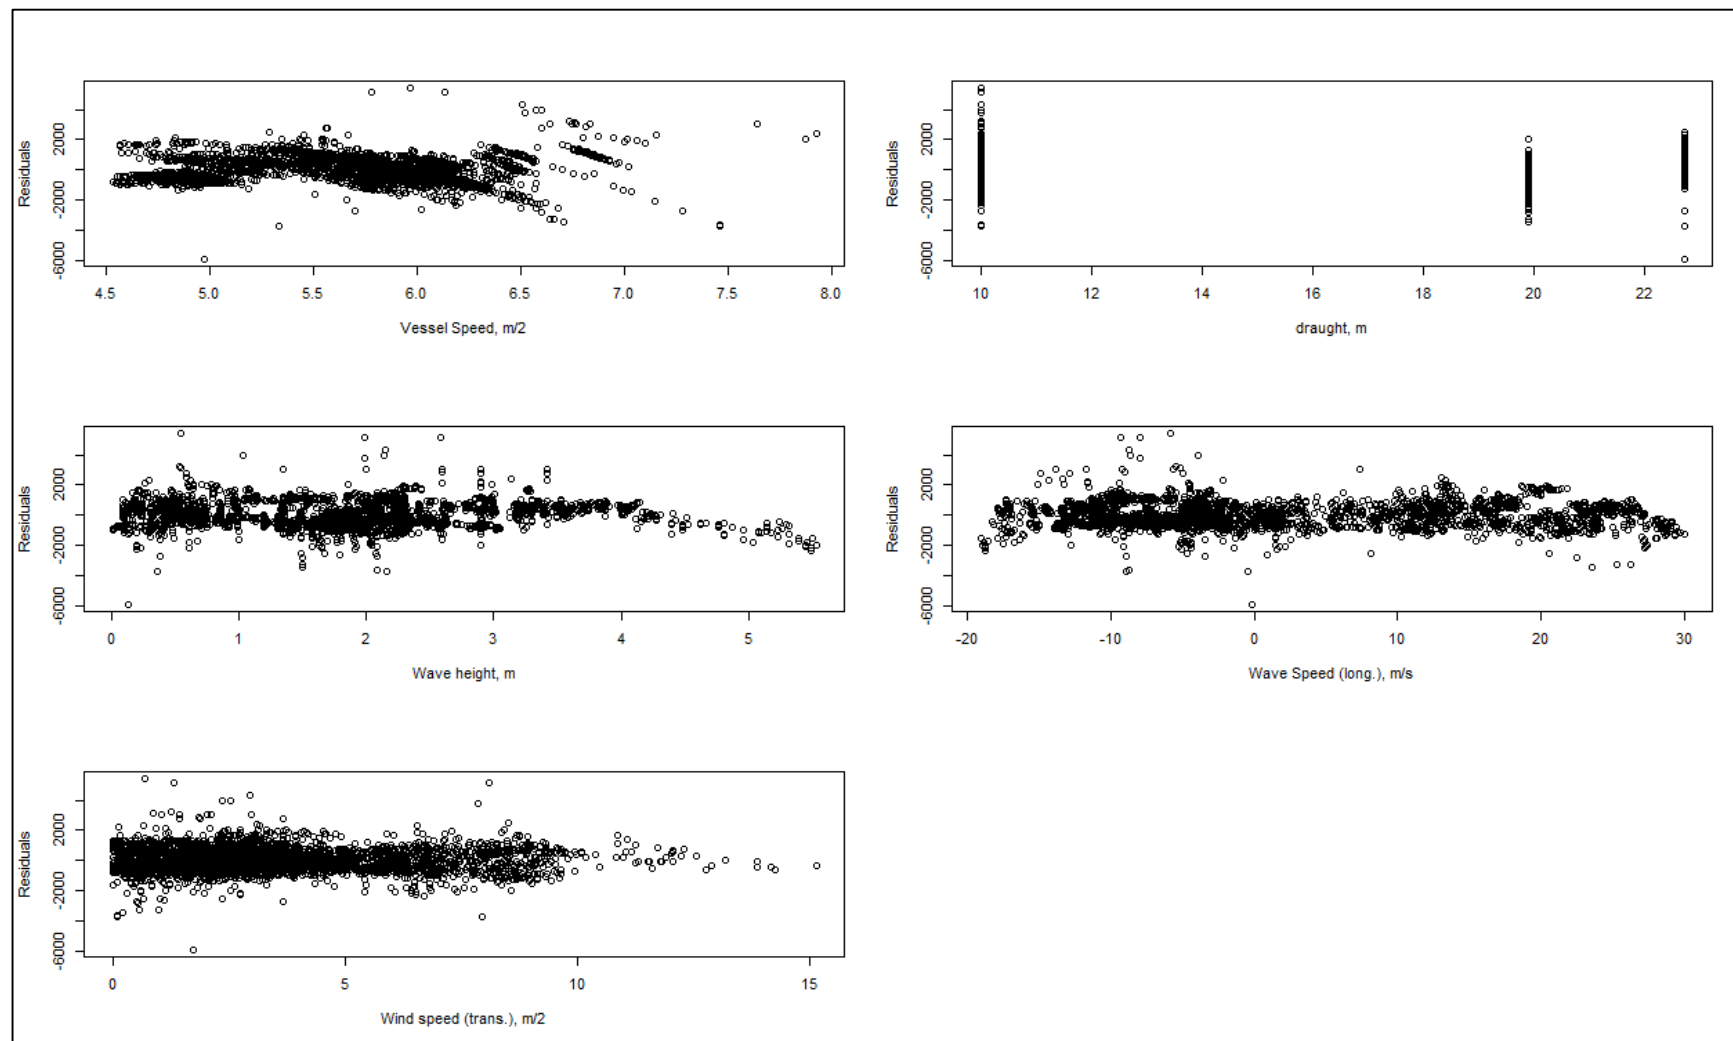 Residuals
2000
-2000
-6000
4.5 5.0 5.5 6.0 6.5 7.0 7.5 8.0
Vessel Speed, m/2
Residuals
2000
-2000
-6000
10 12 14 16 18 20 22
draught, m
Residuals
2000
-2000
-6000
0 1 2 3 4 5
Wave height, m
Residuals
2000
-2000
-6000
-20 -10 0 10 20 30
Wave Speed (long.), m/s
Residuals
2000
-2000
-6000
0 5 10 15
Wind speed (trans.), m/2